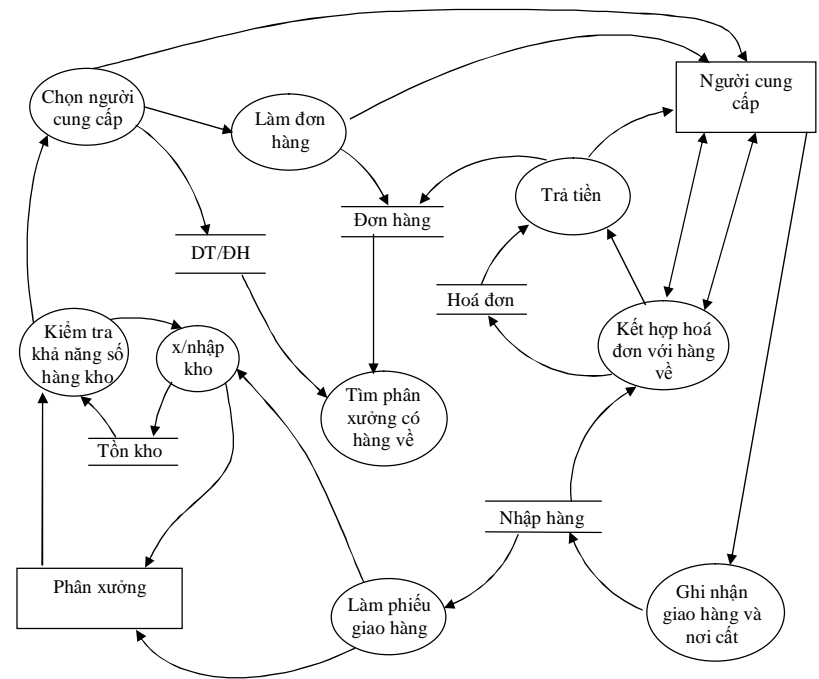 Chọn người
cung cấp
Làm đơn
hàng
Người cung
cấp
Trả tiền
Đơn hàng
DT/ĐH
Hoá đơn
Kiểm tra
khả năng số
hàng kho
x/nhập
kho
Kết hợp hoá
đơn với hàng
về
Tìm phân
xưởng có
hàng về
Tồn kho
Nhập hàng
Phân xưởng
Làm phiếu
giao hàng
Ghi nhận
giao hàng và
nơi cất